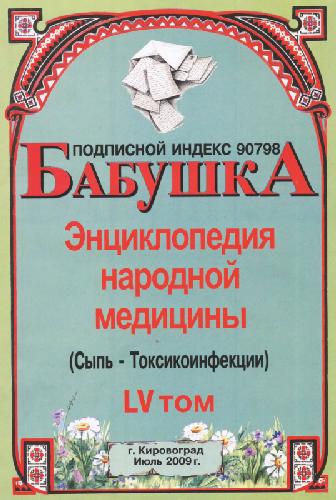 ПОДПИСНОЙ ИНДЕКС 90798
БАБУШКА
Энциклопедия
народной
медицины
(Сыпь - Токсикоинфекции)
LV том
г. Кировоград
Июль 2009 г.